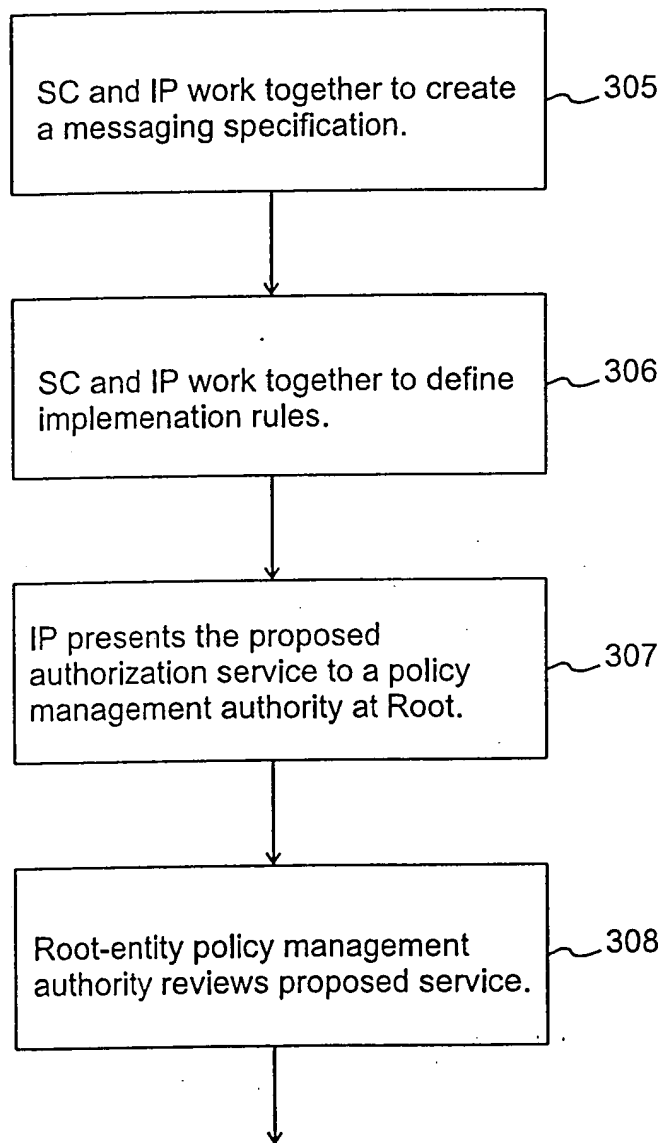 SC and IP work together to create
a messaging specification.
305
SC and IP work together to define
implemenation rules.
306
IP presents the proposed
authorization service to a policy
management authority at Root.
307
Root-entity policy management
authority reviews proposed service.
308